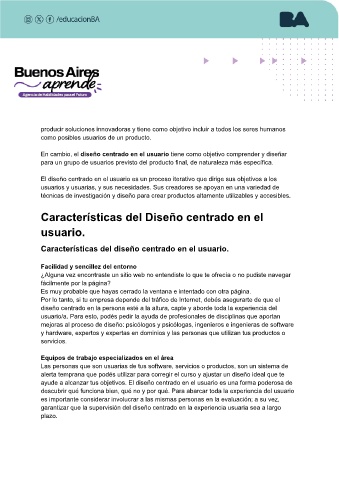 /educacionBA
BA
Buenos Aires
aprende
Agencia de Habilidades para el Futuro
producir soluciones innovadoras y tiene como objetivo incluir a todos los seres humanos
como posibles usuarios de un producto.
En cambio, el diseño centrado en el usuario tiene como objetivo comprender y diseñar
para un grupo de usuarios previsto del producto final, de naturaleza más específica.
El diseño centrado en el usuario es un proceso iterativo que dirige sus objetivos a los
usuarios y usuarias, y sus necesidades. Sus creadores se apoyan en una variedad de
técnicas de investigación y diseño para crear productos altamente utilizables y accesibles.
Características del Diseño centrado en el
usuario.
Características del diseño centrado en el usuario.
Facilidad y sencillez del entorno
¿Alguna vez encontraste un sitio web no entendiste lo que te ofrecía o no pudiste navegar
fácilmente por la página?
Es muy probable que hayas cerrado la ventana e intentado con otra página.
Por lo tanto, si tu empresa depende del tráfico de Internet, debés asegurarte de que el
diseño centrado en la persona esté a la altura, capte y aborde toda la experiencia del
usuario/a. Para esto, podés pedir la ayuda de profesionales de disciplinas que aportan
mejoras al proceso de diseño: psicólogos y psicólogas, ingenieros e ingenieras de software
y hardware, expertos y expertas en dominios y las personas que utilizan tus productos o
servicios.
Equipos de trabajo especializados en el área
Las personas que son usuarias de tus software, servicios o productos, son un sistema de
alerta temprana que podés utilizar para corregir el curso y ajustar un diseño ideal que te
ayude a alcanzar tus objetivos. El diseño centrado en el usuario es una forma poderosa de
descubrir qué funciona bien, qué no y por qué. Para abarcar toda la experiencia del usuario
es importante considerar involucrar a las mismas personas en la evaluación; a su vez,
garantizar que la supervisión del diseño centrado en la experiencia usuaria sea a largo
plazo.